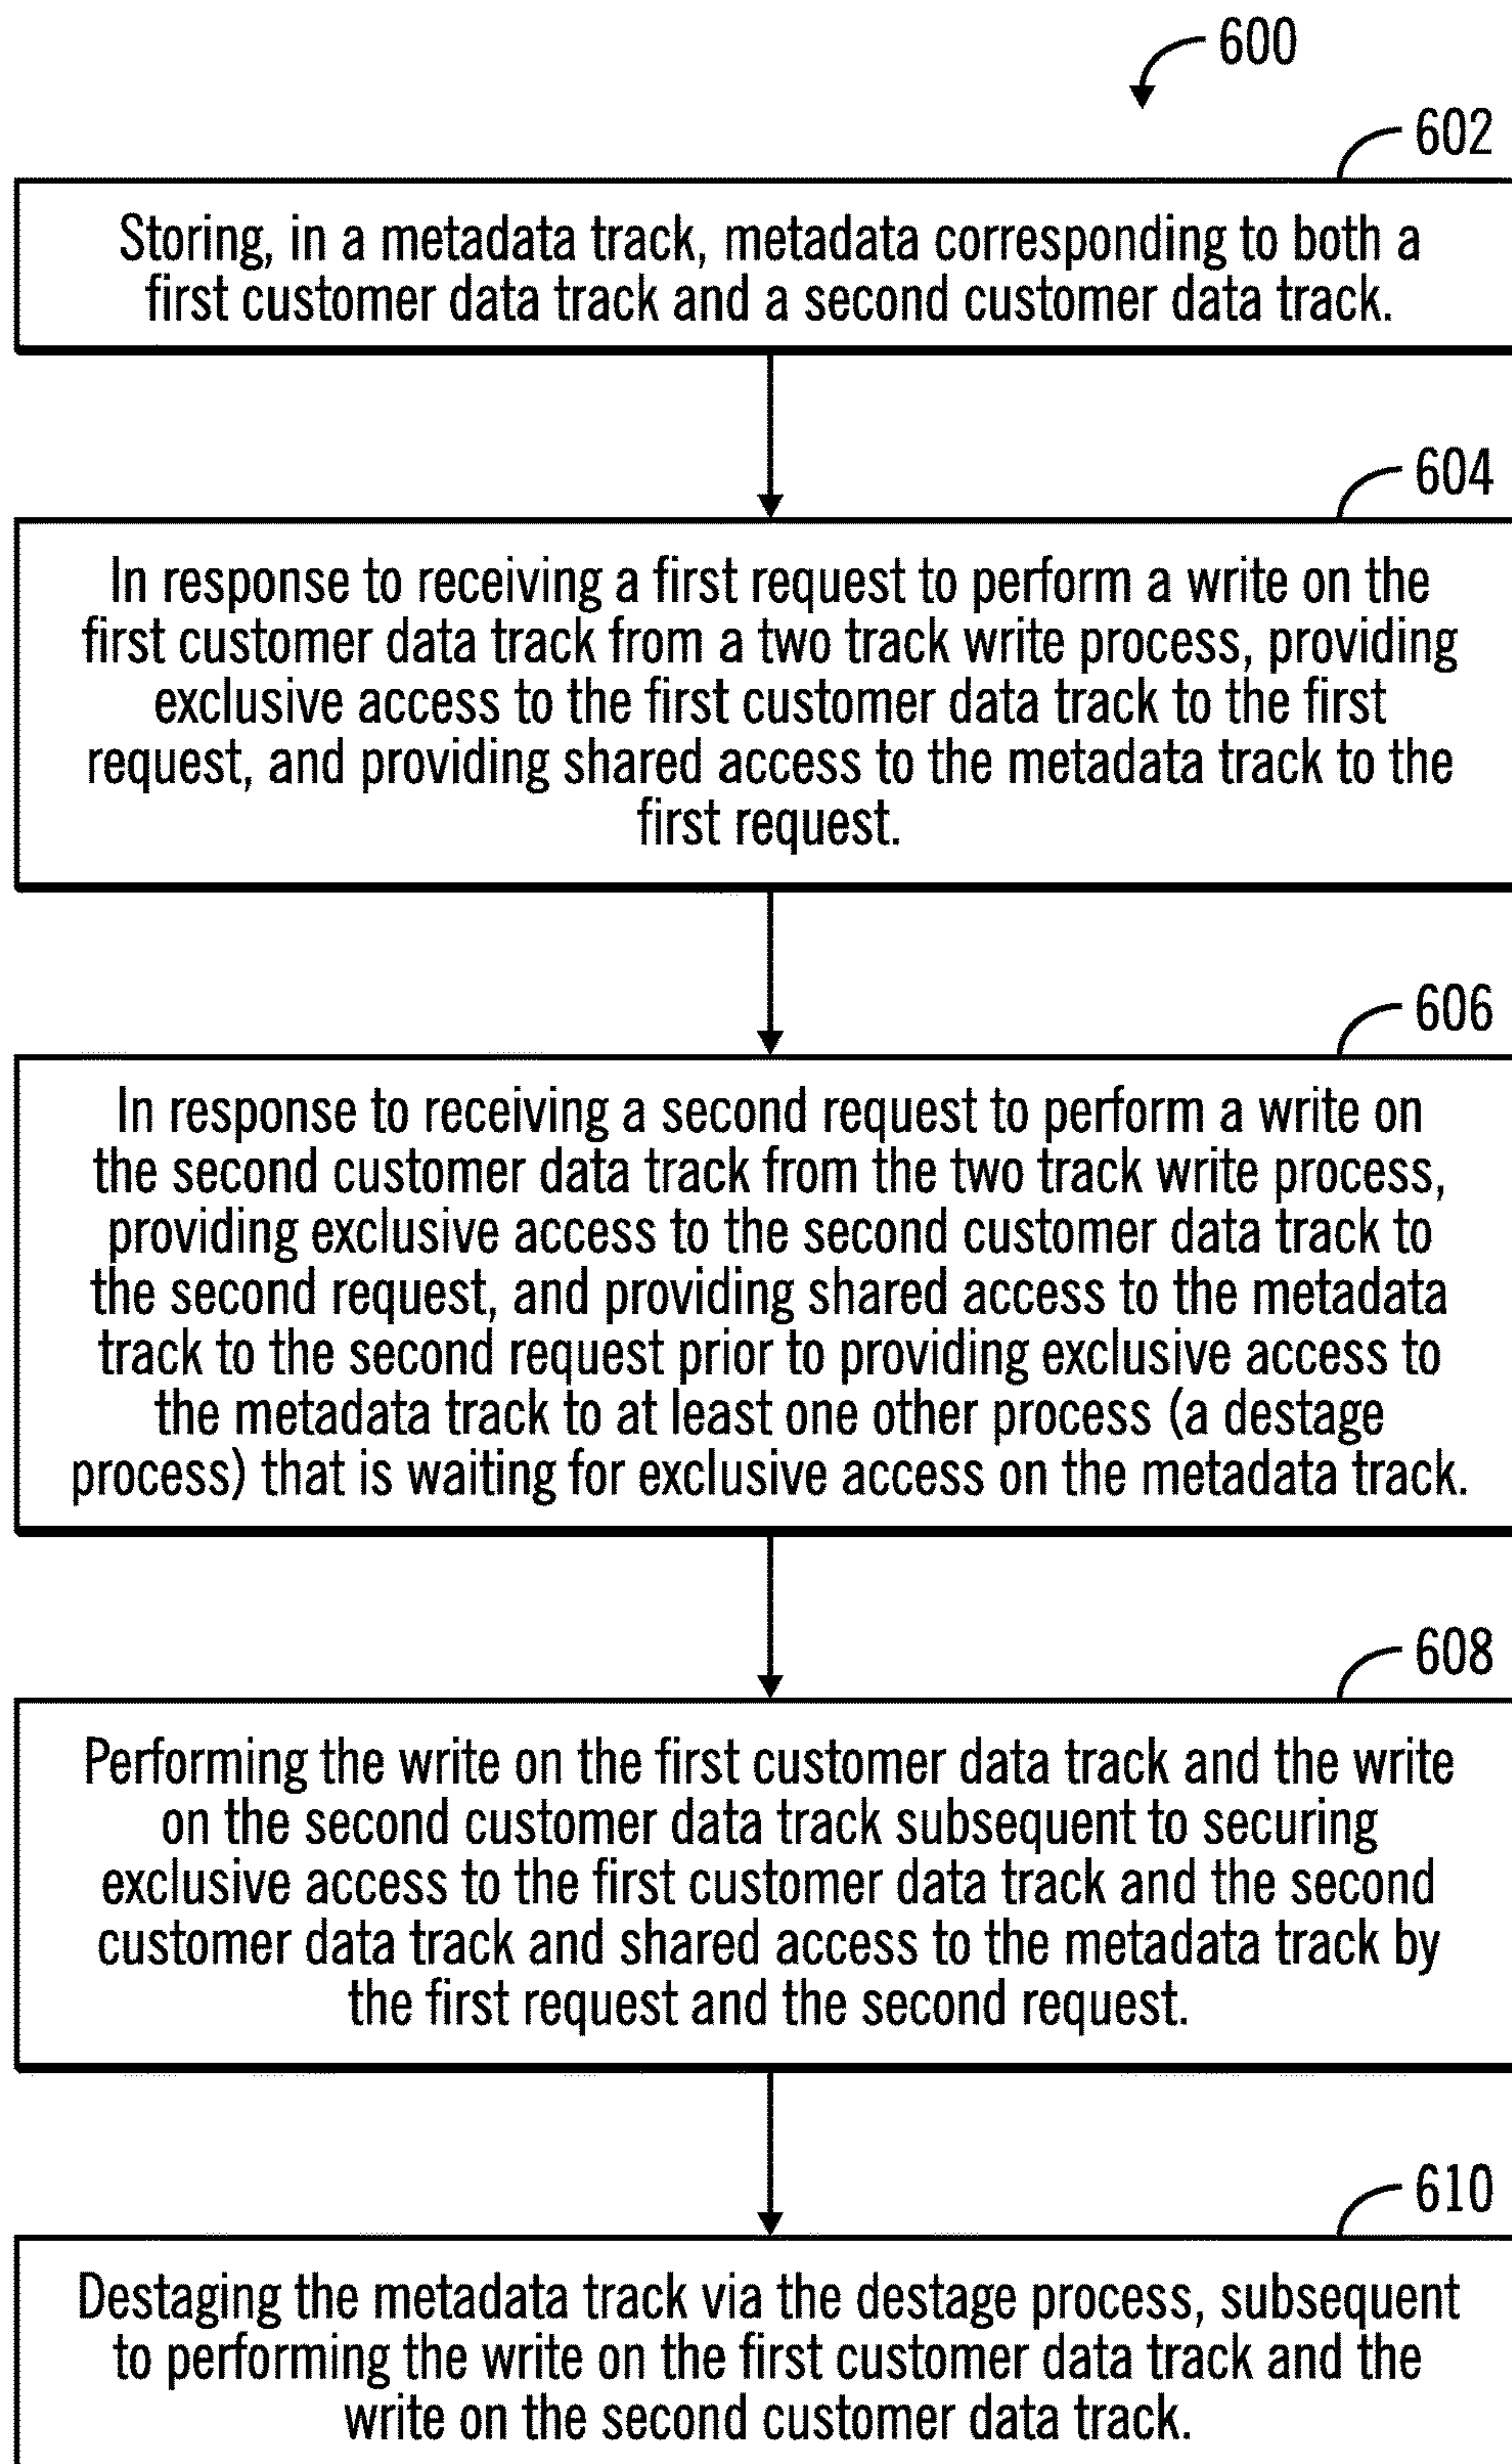 600
602
Storing, in a metadata track, metadata corresponding to both a
first customer data track and a second customer data track.
604
In response to receiving a first request to perform a write on the
first customer data track from a two track write process, providing
exclusive access to the first customer data track to the first
request, and providing shared access to the metadata track to the
first request.
606
In response to receiving a second request to perform a write on
the second customer data track from the two track write process,
providing exclusive access to the second customer data track to
the second request, and providing shared access to the metadata
track to the second request prior to providing exclusive access to
the metadata track to at least one other process (a destage
process) that is waiting for exclusive access on the metadata track.
608
Performing the write on the first customer data track and the write
on the second customer data track subsequent to securing
exclusive access to the first customer data track and the second
customer data track and shared access to the metadata track by
the first request and the second request.
610
Destaging the metadata track via the destage process, subsequent
to performing the write on the first customer data track and the
write on the second customer data track.